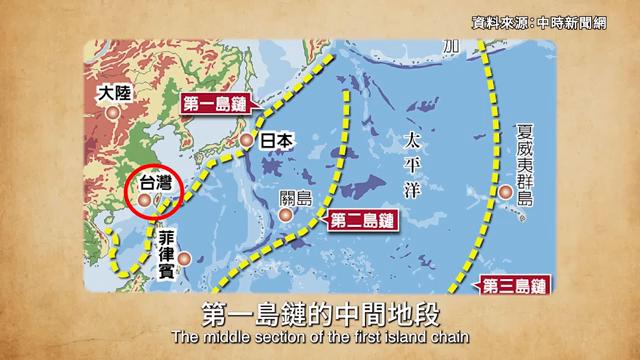 資料來源:中時新聞網
加
大陸
第一島鏈
日本
太平洋
夏威夷群島
台灣
關島
第二島鏈
菲律賓
第三島鏈
第一島鏈的中間地段
The middle section of the first island chain